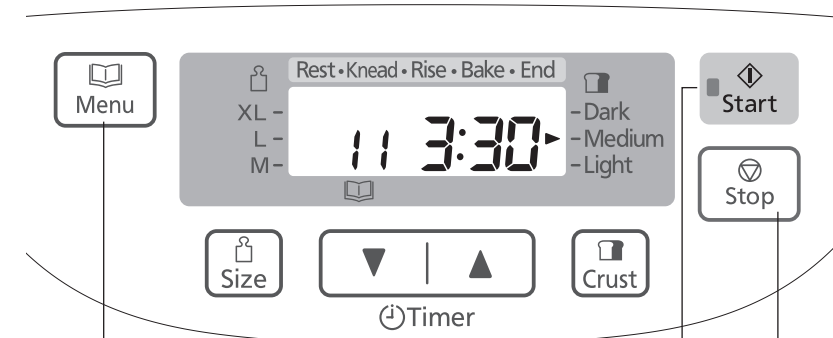 Menu
Rest•Knead•Rise•Bake•End
XL –
L –
M –
11 3:30
– Dark
– Medium
– Light
Start
Stop
Size
Timer
Crust